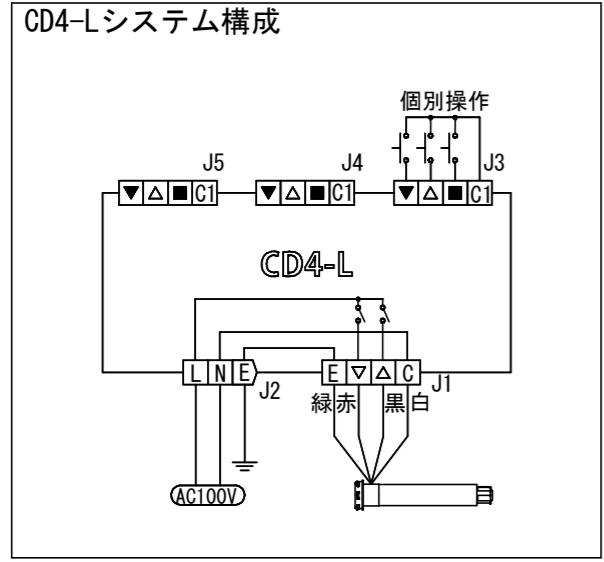 CD4-Lシステム構成
個別操作
J5 J4 J3
▼ △ ■ C1 ▼ △ ■ C1 ▼ △ ■ C1
CD4-L
L N E E ▽ △ C
J2 J1
緑 赤 黒 白
AC100V